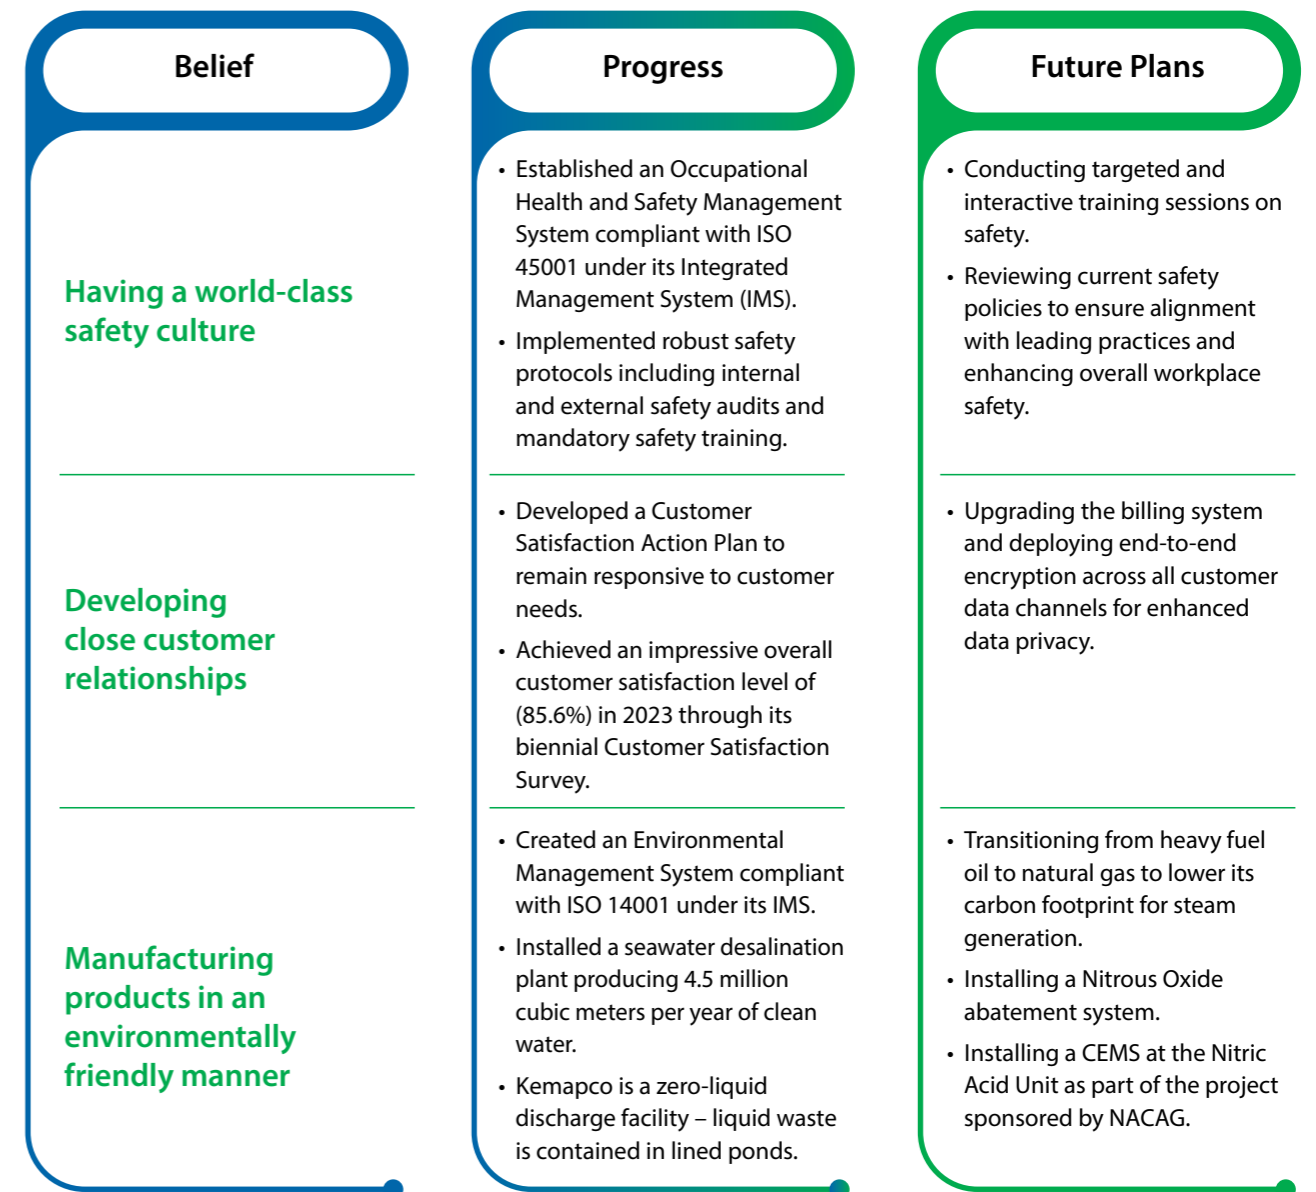 Belief
Progress
Future Plans
Having a world-class
safety culture
• Established an Occupational
Health and Safety Management
System compliant with ISO
45001 under its Integrated
Management System (IMS).
• Implemented robust safety
protocols including internal
and external safety audits and
mandatory safety training.
• Conducting targeted and
interactive training sessions on
safety.
• Reviewing current safety
policies to ensure alignment
with leading practices and
enhancing overall workplace
safety.
Developing
close customer
relationships
• Developed a Customer
Satisfaction Action Plan to
remain responsive to customer
needs.
• Achieved an impressive overall
customer satisfaction level of
(85.6%) in 2023 through its
biennial Customer Satisfaction
Survey.
• Upgrading the billing system
and deploying end-to-end
encryption across all customer
data channels for enhanced
data privacy.
Manufacturing
products in an
environmentally
friendly manner
• Created an Environmental
Management System compliant
with ISO 14001 under its IMS.
• Installed a seawater desalination
plant producing 4.5 million
cubic meters per year of clean
water.
• Kemapco is a zero-liquid
discharge facility – liquid waste
is contained in lined ponds.
• Transitioning from heavy fuel
oil to natural gas to lower its
carbon footprint for steam
generation.
• Installing a Nitrous Oxide
abatement system.
• Installing a CEMS at the Nitric
Acid Unit as part of the project
sponsored by NACAG.